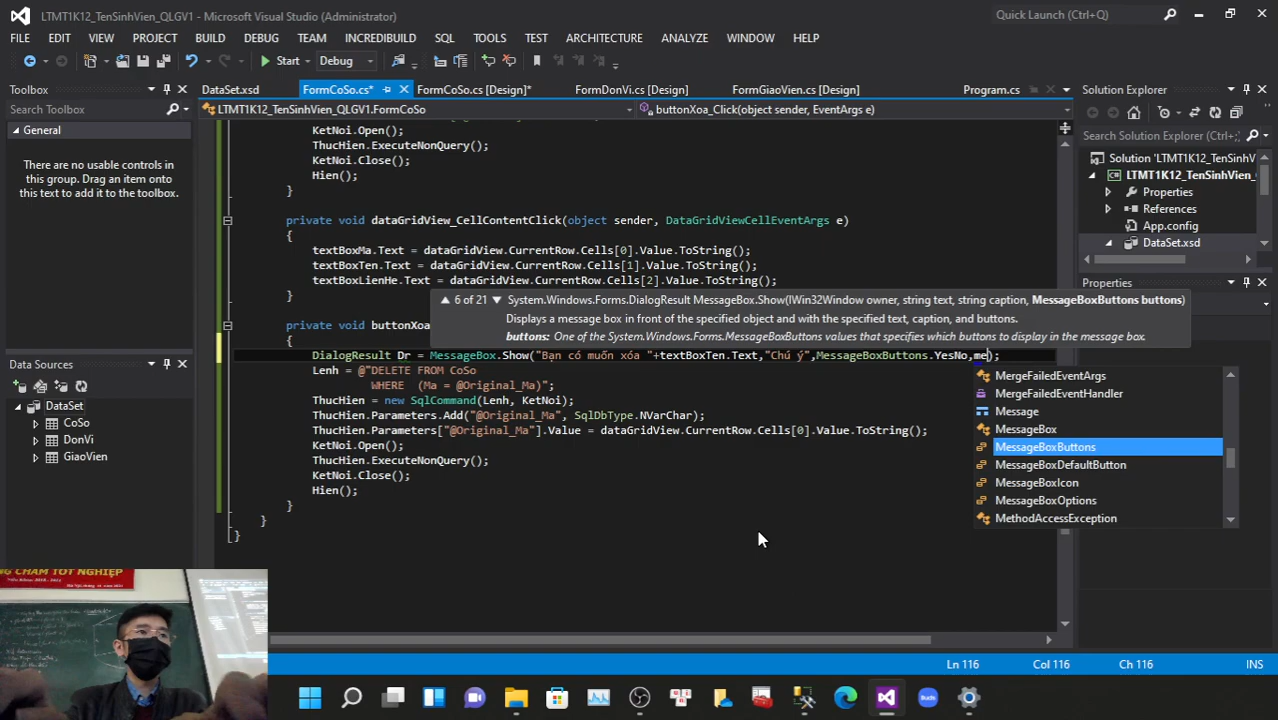 LTMT1K12_TenSinhVien_QLGV1 - Microsoft Visual Studio (Administrator)
Quick Launch (Ctrl+Q)
FILE EDIT VIEW PROJECT BUILD DEBUG TEAM INCREDIBUILD SQL TOOLS TEST ARCHITECTURE ANALYZE WINDOW HELP
Start Debug
Toolbox
DataSet.xsd FormCoSo.cs* FormCoSo.cs [Design]* FormDonVi.cs [Design] FormGiaoVien.cs [Design] Program.cs
Solution Explorer
Search Toolbox
LTMT1K12_TenSinhVien_QLGV1.FormCoSo
buttonXoa_Click(object sender, EventArgs e)
General
There are no usable controls in
this group. Drag an item onto
this text to add it to the toolbox.
KetNoi.Open();
ThucHien.ExecuteNonQuery();
KetNoi.Close();
Hien();
}
private void dataGridView_CellContentClick(object sender, DataGridViewCellEventArgs e)
{
textBoxMa.Text = dataGridView.CurrentRow.Cells[0].Value.ToString();
textBoxTen.Text = dataGridView.CurrentRow.Cells[1].Value.ToString();
textBoxLienHe.Text = dataGridView.CurrentRow.Cells[2].Value.ToString();
}
6 of 21 System.Windows.Forms.DialogResult MessageBox.Show(IWin32Window owner, string text, string caption, MessageBoxButtons buttons)
Displays a message box in front of the specified object and with the specified text, caption, and buttons.
buttons: One of the System.Windows.Forms.MessageBoxButtons values that specifies which buttons to display in the message box.
private void buttonXoa
{
DialogResult Dr = MessageBox.Show("Bạn có muốn xóa "+textBoxTen.Text,"Chú ý",MessageBoxButtons.YesNo,me);
Lenh = @"DELETE FROM CoSo
WHERE (Ma = @Original_Ma)";
ThucHien = new SqlCommand(Lenh, KetNoi);
ThucHien.Parameters.Add("@Original_Ma", SqlDbType.NVarChar);
ThucHien.Parameters["@Original_Ma"].Value = dataGridView.CurrentRow.Cells[0].Value.ToString();
KetNoi.Open();
ThucHien.ExecuteNonQuery();
KetNoi.Close();
Hien();
}
}
}
MergeFailedEventArgs
MergeFailedEventHandler
Message
MessageBox
MessageBoxButtons
MessageBoxDefaultButton
MessageBoxIcon
MessageBoxOptions
MethodAccessException
Search Solution Explorer (Ctrl+;)
Solution 'LTMT1K12_TenSinhV
LTMT1K12_TenSinhVien_
Properties
References
App.config
DataSet.xsd
Properties
Data Sources
DataSet
CoSo
DonVi
GiaoVien
NG CHẤM TỐT NGHIỆP
Ln 116 Col 116 Ch 116 INS
Buds